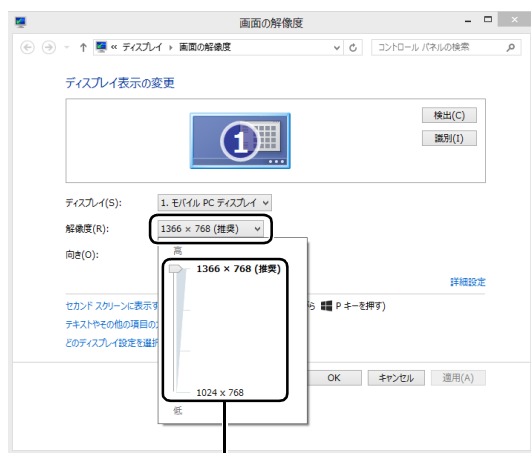 画面の解像度
« ディスプレイ ▸ 画面の解像度
コントロール パネルの検索
ディスプレイ表示の変更
1
検出(C)
識別(I)
ディスプレイ(S): 1. モバイル PC ディスプレイ
解像度(R): 1366 × 768 (推奨)
向き(O):
高
1366 × 768 (推奨)
詳細設定
セカンド スクリーンに表示す
ら P キーを押す)
テキストやその他の項目の
どのディスプレイ設定を選択
1024 x 768
低
OK キャンセル 適用(A)